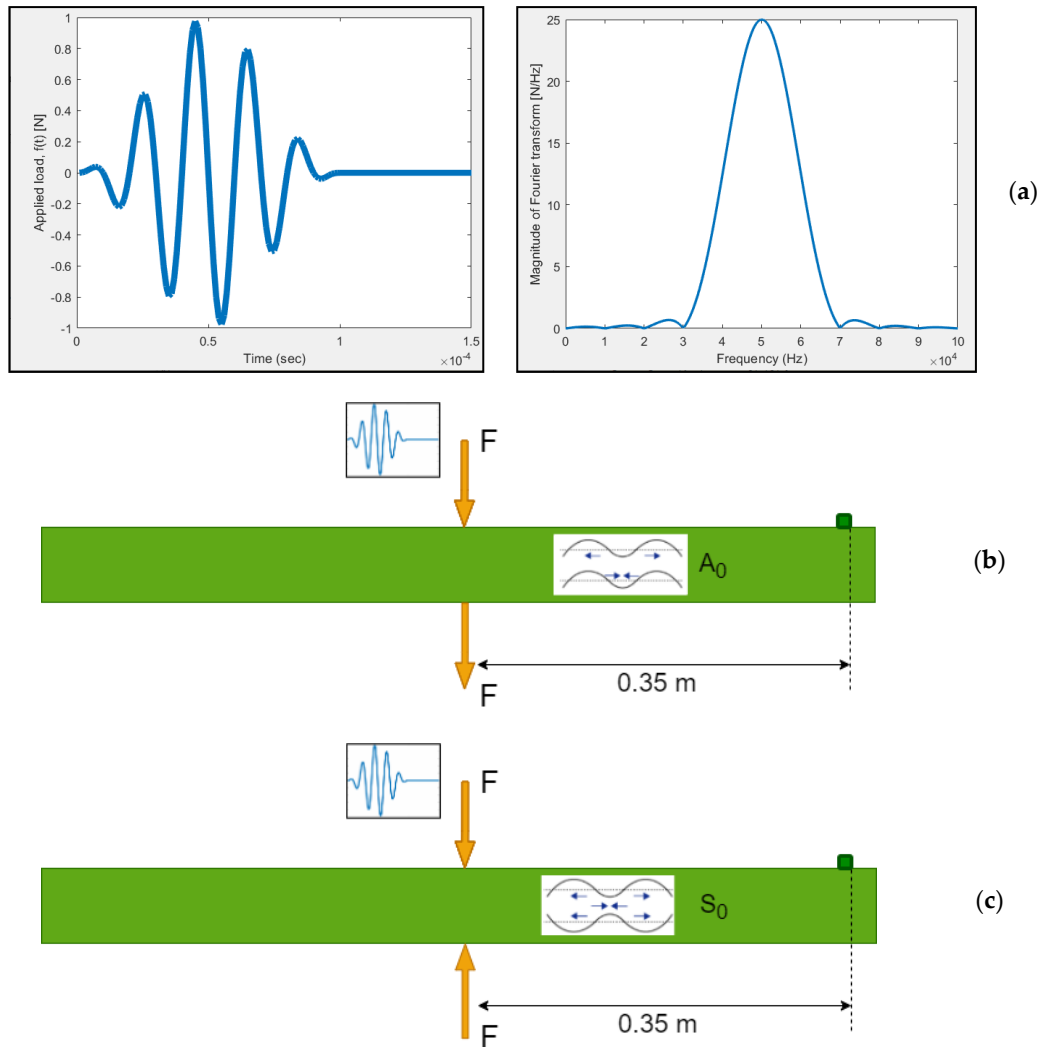 1
0.8
0.6
0.4
0.2
0
-0.2
-0.4
-0.6
-0.8
-1
Applied load, f(t) [N]
0 0.5 1 1.5
Time (sec)
×10⁻⁴
25
20
15
10
5
0
Magnitude of Fourier transform [N/Hz]
0 1 2 3 4 5 6 7 8 9 10
Frequency (Hz)
×10⁴
(a)
F
A₀
(b)
0.35 m
F
F
S₀
(c)
0.35 m
F